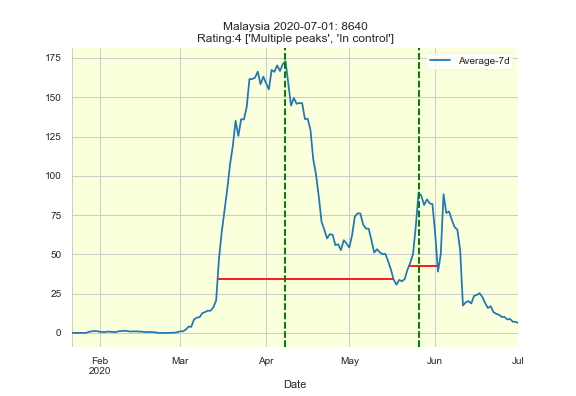 Malaysia 2020-07-01: 8640
Rating:4 ['Multiple peaks', 'In control']
Average-7d
175
150
125
100
75
50
25
0
Feb
2020
Mar
Apr
May
Jun
Jul
Date